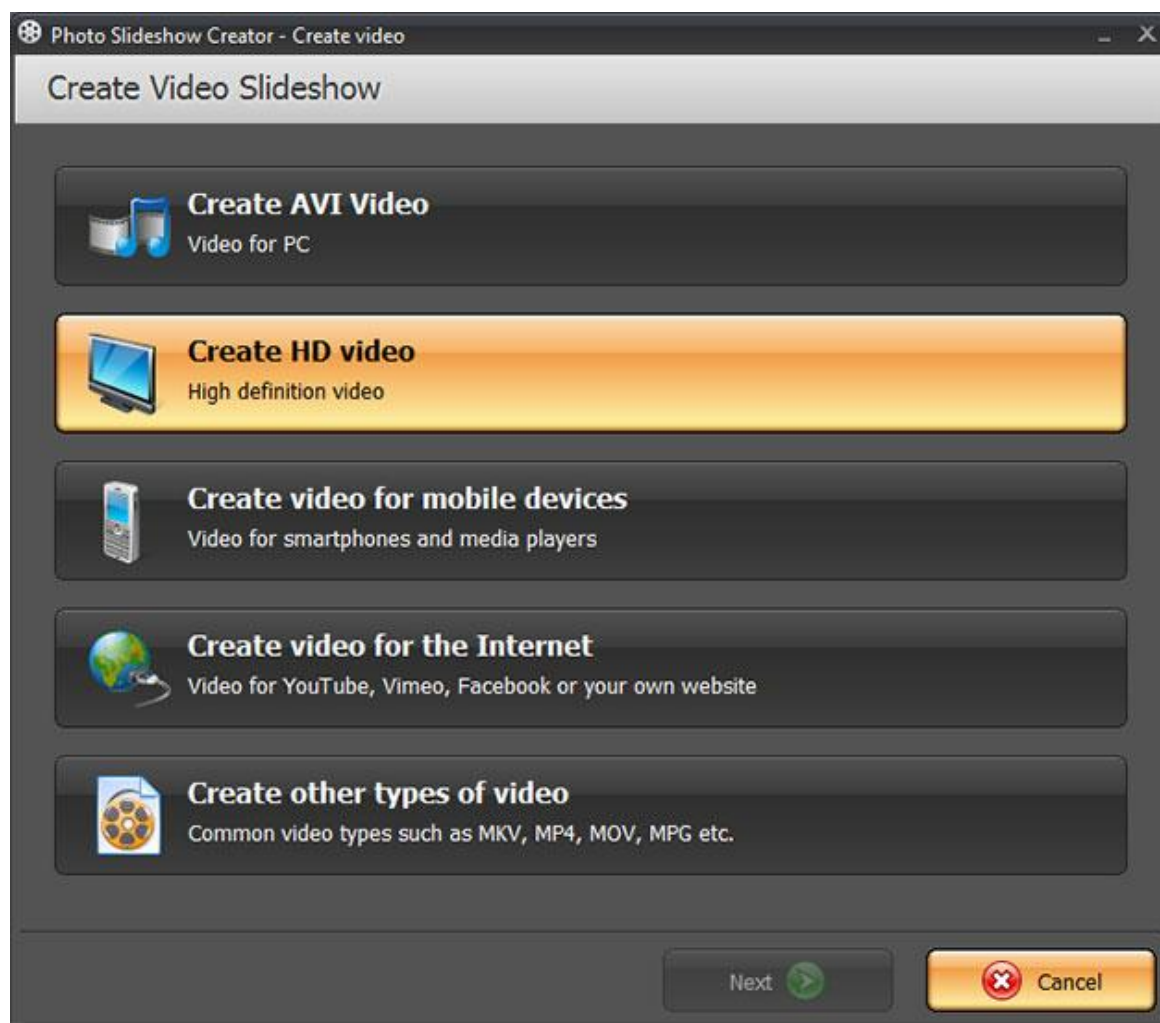 Photo Slideshow Creator - Create video
Create Video Slideshow
Create AVI Video
Video for PC
Create HD video
High definition video
Create video for mobile devices
Video for smartphones and media players
Create video for the Internet
Video for YouTube, Vimeo, Facebook or your own website
Create other types of video
Common video types such as MKV, MP4, MOV, MPG etc.
Next
Cancel